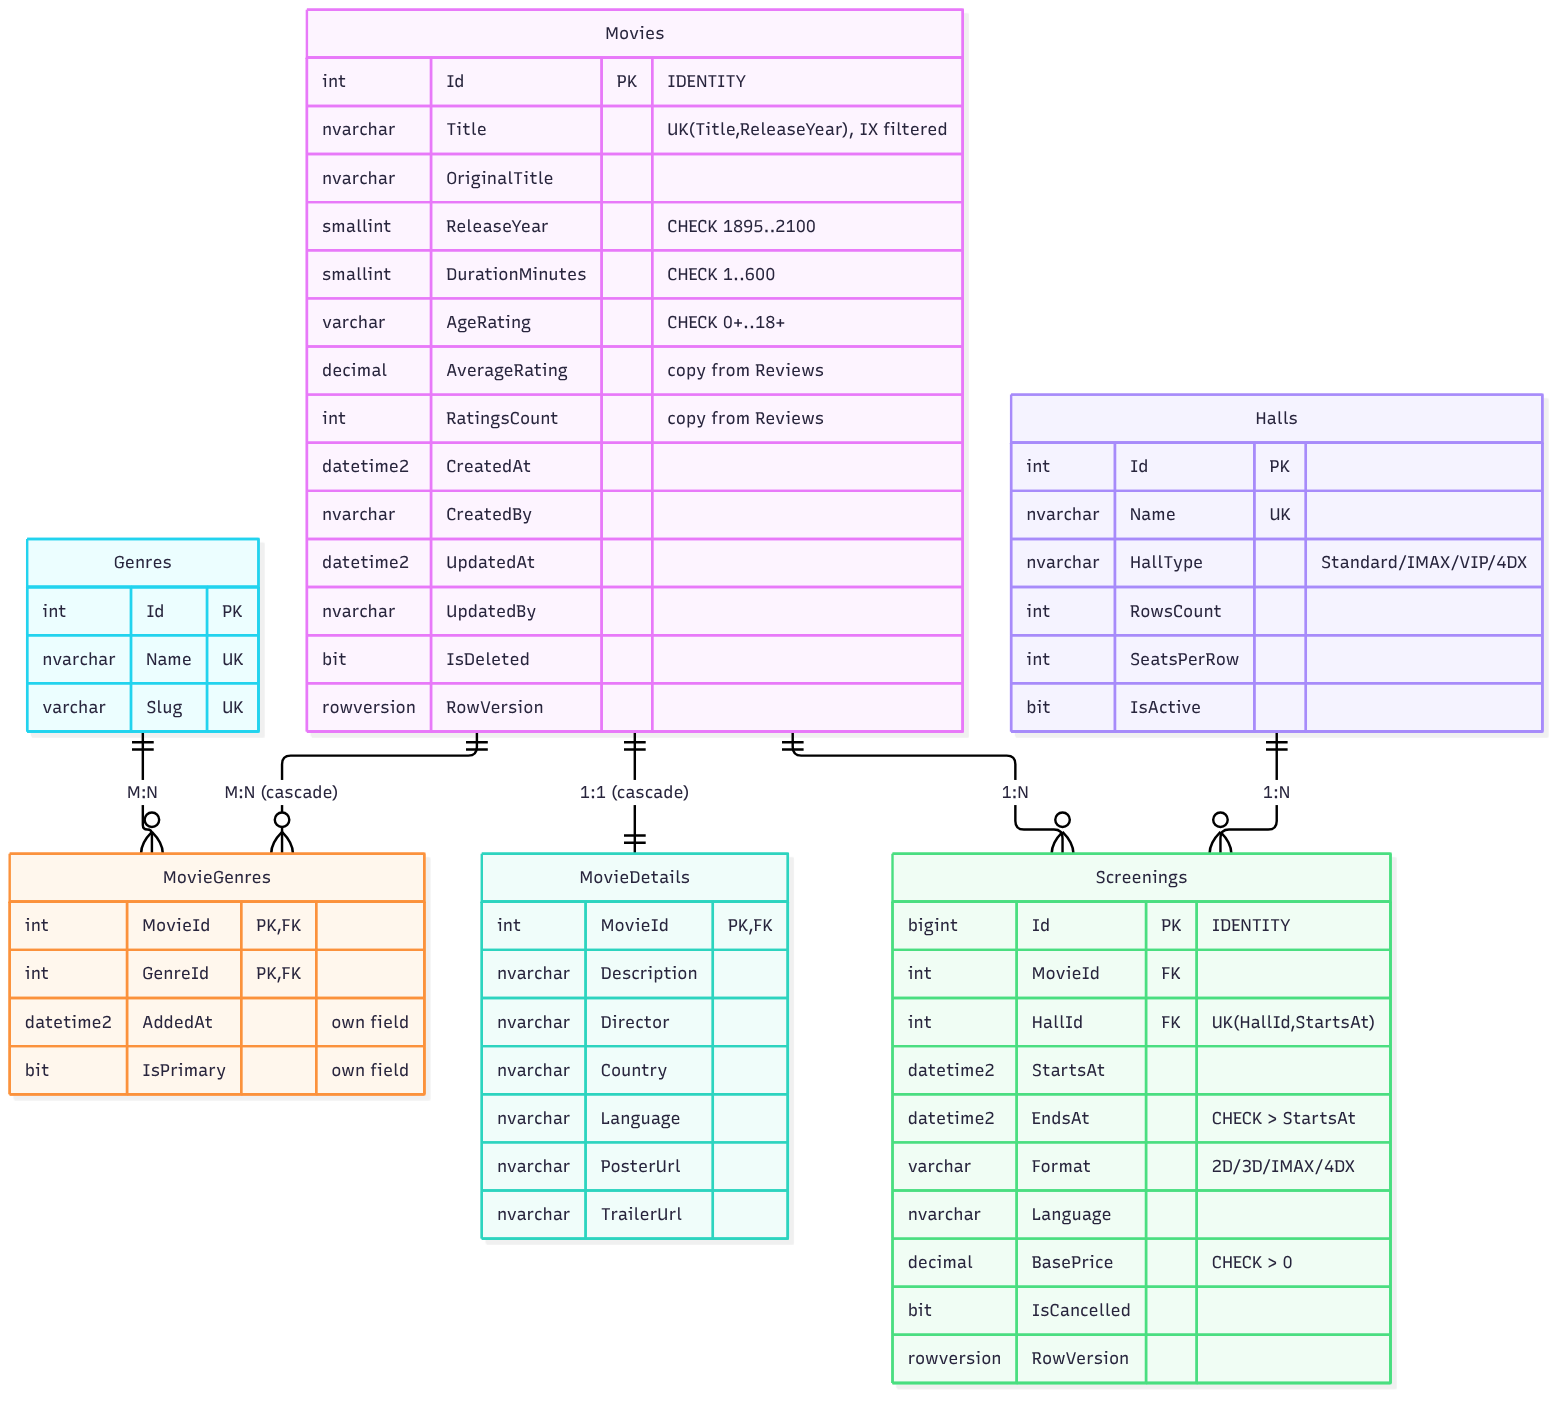 Movies
int Id PK IDENTITY
nvarchar Title UK(Title,ReleaseYear), IX filtered
nvarchar OriginalTitle
smallint ReleaseYear CHECK 1895..2100
smallint DurationMinutes CHECK 1..600
varchar AgeRating CHECK 0+..18+
decimal AverageRating copy from Reviews
int RatingsCount copy from Reviews
datetime2 CreatedAt
nvarchar CreatedBy
datetime2 UpdatedAt
nvarchar UpdatedBy
bit IsDeleted
rowversion RowVersion
Halls
int Id PK
nvarchar Name UK
nvarchar HallType Standard/IMAX/VIP/4DX
int RowsCount
int SeatsPerRow
bit IsActive
Genres
int Id PK
nvarchar Name UK
varchar Slug UK
M:N
M:N (cascade)
1:1 (cascade)
1:N
1:N
MovieGenres
int MovieId PK,FK
int GenreId PK,FK
datetime2 AddedAt own field
bit IsPrimary own field
MovieDetails
int MovieId PK,FK
nvarchar Description
nvarchar Director
nvarchar Country
nvarchar Language
nvarchar PosterUrl
nvarchar TrailerUrl
Screenings
bigint Id PK IDENTITY
int MovieId FK
int HallId FK UK(HallId,StartsAt)
datetime2 StartsAt
datetime2 EndsAt CHECK > StartsAt
varchar Format 2D/3D/IMAX/4DX
nvarchar Language
decimal BasePrice CHECK > 0
bit IsCancelled
rowversion RowVersion